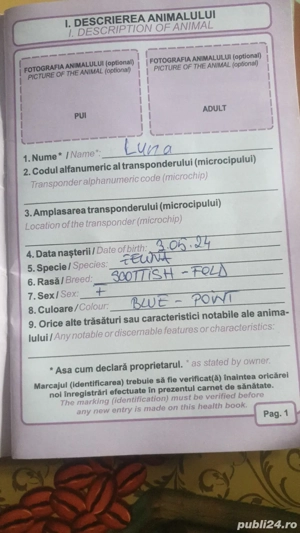 I. DESCRIEREA ANIMALULUI
I. DESCRIPTION OF ANIMAL
FOTOGRAFIA ANIMALULUI (optional)
PICTURE OF THE ANIMAL (optional)
PUI
FOTOGRAFIA ANIMALULUI (optional)
PICTURE OF THE ANIMAL (optional)
ADULT
1. Nume* / Name*: Luna
2. Codul alfanumeric al transponderului (microcipului)
Transponder alphanumeric code (microchip)
3. Amplasarea transponderului (microcipului)
Location of the transponder (microchip)
4. Data nașterii / Date of birth: 3.05.24
5. Specie / Species: FELINA
6. Rasă / Breed: SCOTTISH - FOLD
7. Sex / Sex: F
8. Culoare / Colour: BLUE - POINT
9. Orice alte trăsături sau caracteristici notabile ale anima-
lului / Any notable or discernable features or characteristics:
* Asa cum declară proprietarul. * as stated by owner.
Marcajul (identificarea) trebuie să fie verificat(ă) înaintea oricărei
noi înregistrări efectuate în prezentul carnet de sănătate.
The marking (identification) must be verified before
any new entry is made on this health book.
Pag. 1
publi24.ro